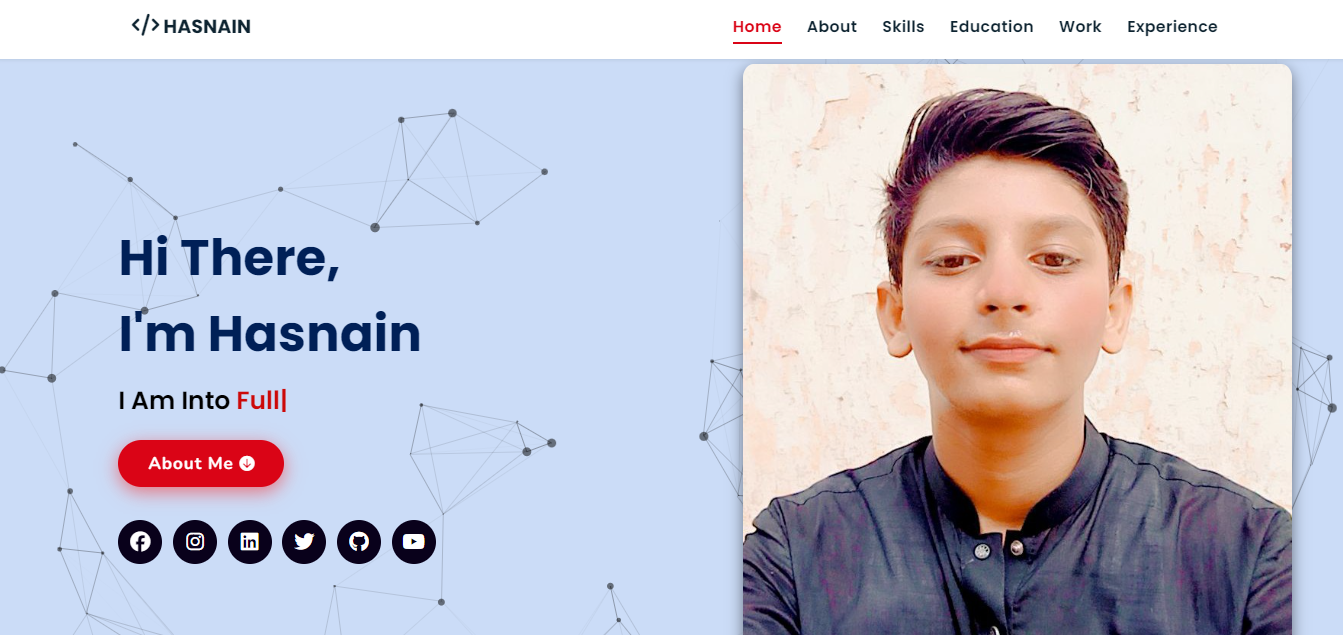 </> HASNAIN
Home About Skills Education Work Experience
Hi There,
I'm Hasnain
I Am Into Full|
About Me